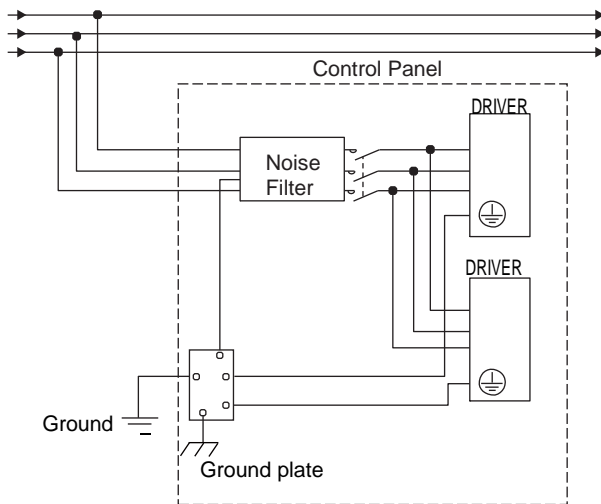 Control Panel
DRIVER
Noise
Filter
DRIVER
Ground
Ground plate